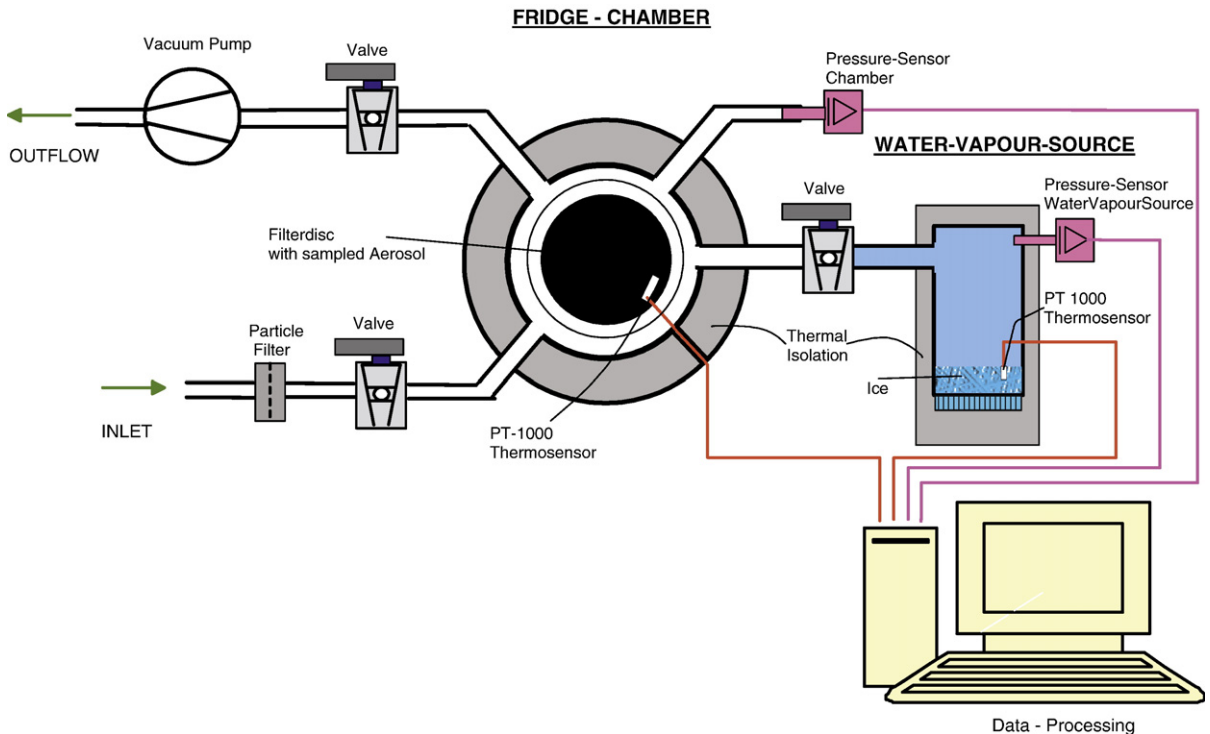 FRIDGE - CHAMBER
Vacuum Pump
Valve
Pressure-Sensor
Chamber
OUTFLOW
WATER-VAPOUR-SOURCE
Valve
Pressure-Sensor
WaterVapourSource
Filterdisc
with sampled Aerosol
PT 1000
Thermosensor
Particle
Filter
Valve
Thermal
Isolation
Ice
INLET
PT-1000
Thermosensor
Data - Processing